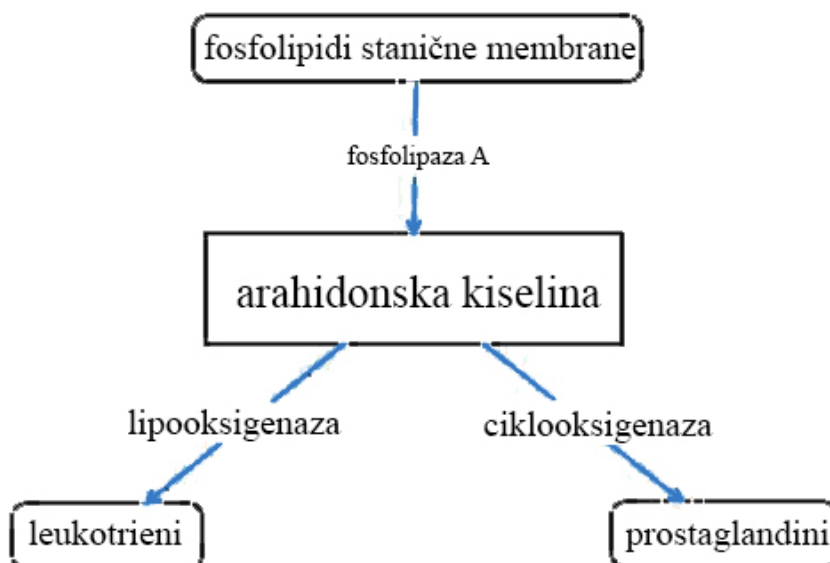 fosfolipidi stanične membrane
fosfolipaza A
arahidonska kiselina
lipooksigenaza
ciklooksigenaza
leukotrieni
prostaglandini